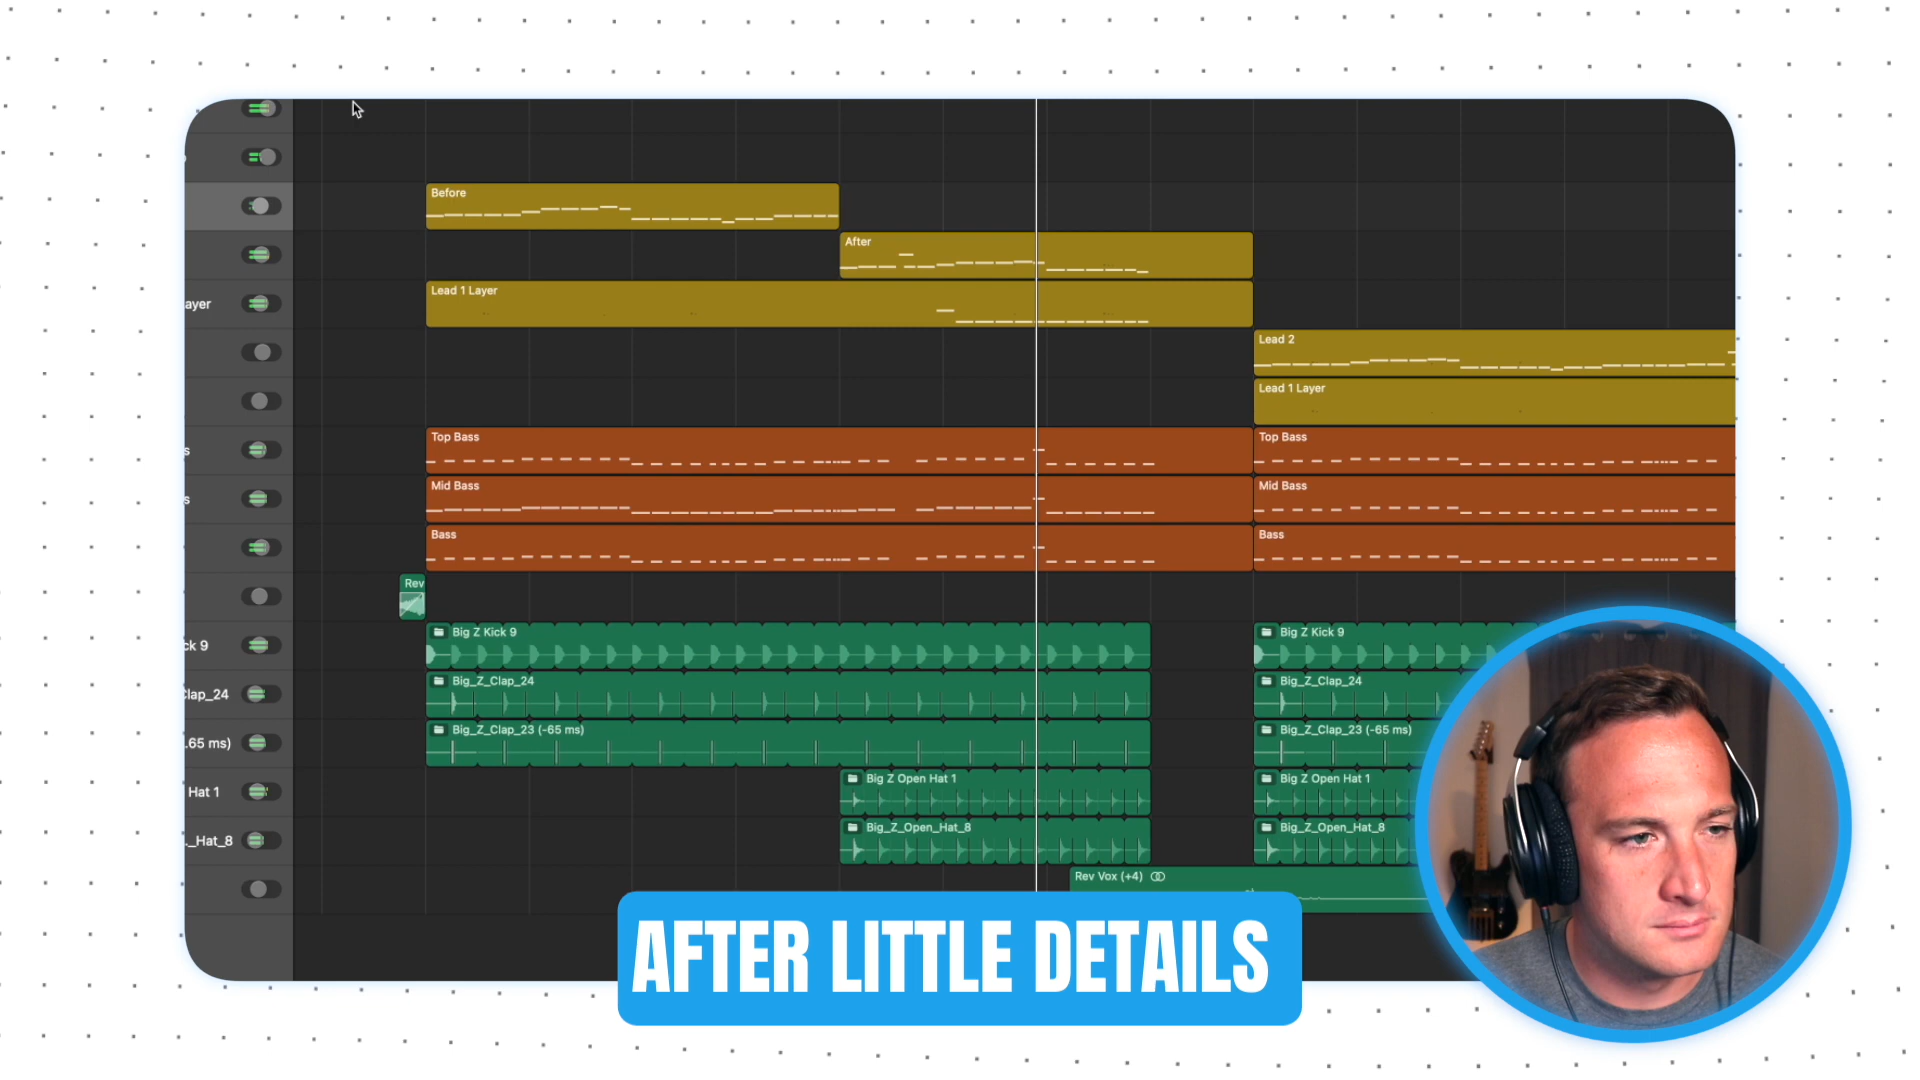 Before
After
ayer
Lead 1 Layer
Lead 2
Lead 1 Layer
s
Top Bass
Top Bass
s
Mid Bass
Mid Bass
Bass
Bass
Rev
ck 9
Big Z Kick 9
Big Z Kick 9
Clap_24
Big_Z_Clap_24
Big_Z_Clap_24
.65 ms)
Big_Z_Clap_23 (-65 ms)
Big_Z_Clap_23 (-65 ms)
Hat 1
Big Z Open Hat 1
Big Z Open Hat 1
._Hat_8
Big_Z_Open_Hat_8
Big_Z_Open_Hat_8
Rev Vox (+4)
AFTER LITTLE DETAILS